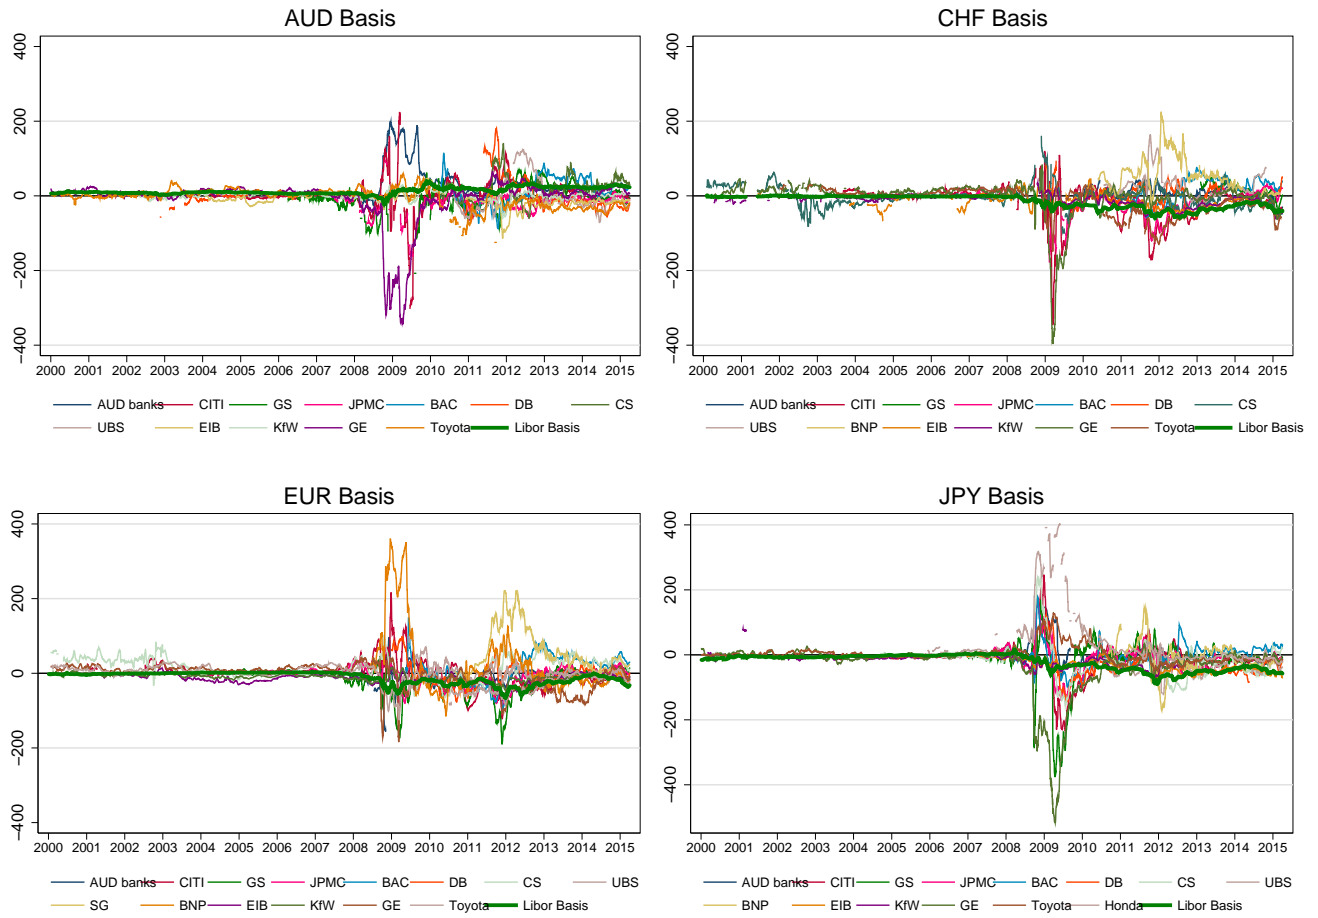 AUD Basis
400
200
0
−200
−400
2000 2001 2002 2003 2004 2005 2006 2007 2008 2009 2010 2011 2012 2013 2014 2015
AUD banks CITI GS JPMC BAC DB CS
UBS EIB KfW GE Toyota Libor Basis
CHF Basis
400
200
0
−200
−400
2000 2001 2002 2003 2004 2005 2006 2007 2008 2009 2010 2011 2012 2013 2014 2015
AUD banks CITI GS JPMC BAC DB CS
UBS BNP EIB KfW GE Toyota Libor Basis
EUR Basis
400
200
0
−200
−400
2000 2001 2002 2003 2004 2005 2006 2007 2008 2009 2010 2011 2012 2013 2014 2015
AUD banks CITI GS JPMC BAC DB CS UBS
SG BNP EIB KfW GE Toyota Libor Basis
JPY Basis
400
200
0
−200
−400
2000 2001 2002 2003 2004 2005 2006 2007 2008 2009 2010 2011 2012 2013 2014 2015
AUD banks CITI GS JPMC BAC DB CS UBS
BNP EIB KfW GE Toyota Honda Libor Basis